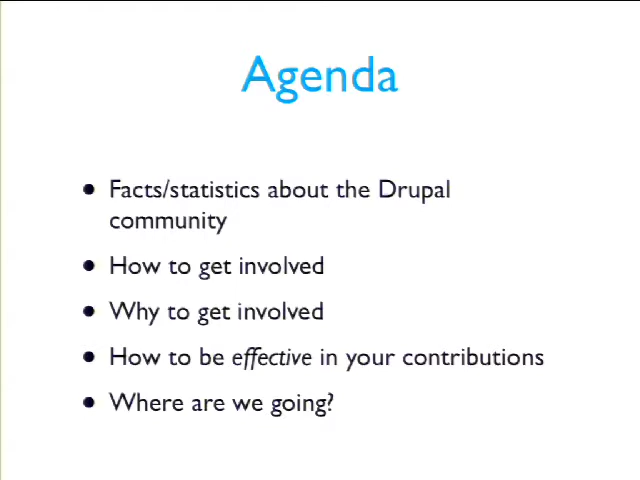 Agenda
• Facts/statistics about the Drupal
community
• How to get involved
• Why to get involved
• How to be effective in your contributions
• Where are we going?